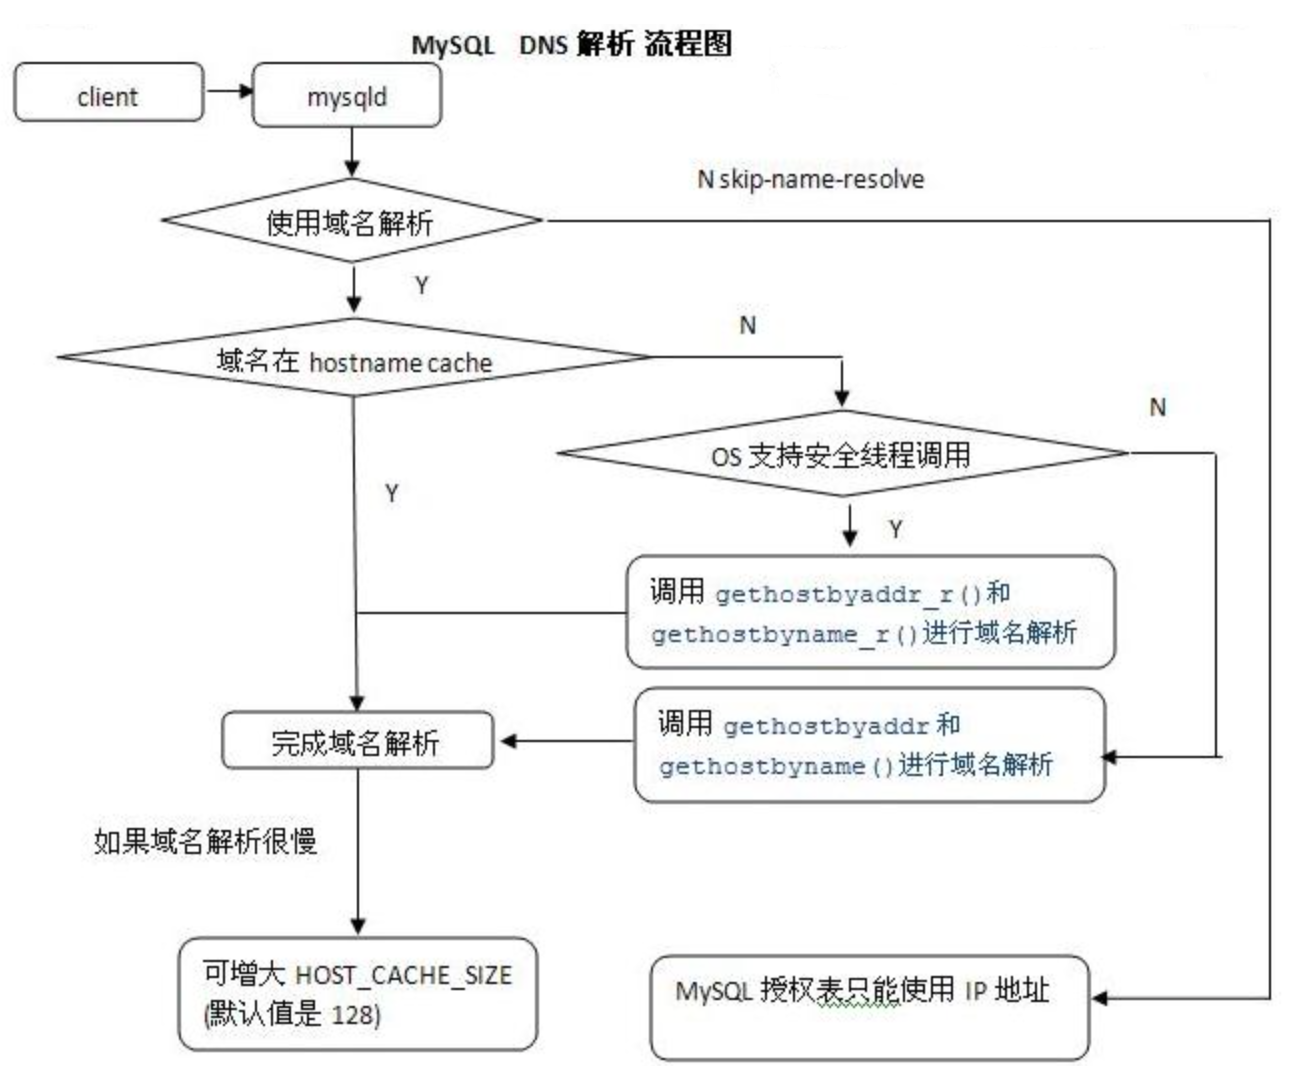 MySQL DNS 解析 流程图
client
mysqld
N skip-name-resolve
使用域名解析
Y
N
域名在 hostname cache
N
OS 支持安全线程调用
Y
Y
调用 gethostbyaddr_r()和
gethostbyname_r()进行域名解析
调用 gethostbyaddr 和
gethostbyname()进行域名解析
完成域名解析
如果域名解析很慢
可增大 HOST_CACHE_SIZE
(默认值是 128)
MySQL 授权表只能使用 IP 地址